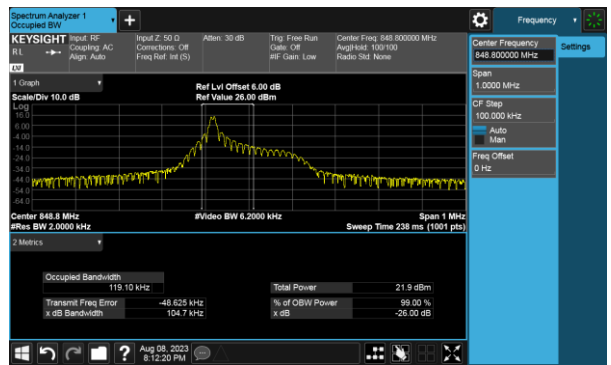 Spectrum Analyzer 1
Occupied BW
Frequency
KEYSIGHT
Input: RF
Input Z: 50 Ω
Atten: 30 dB
Trig: Free Run
Center Freq: 848.800000 MHz
RL
Coupling: AC
Corrections: Off
Gate: Off
Avg|Hold: 100/100
Align: Auto
Freq Ref: Int (S)
#IF Gain: Low
Radio Std: None
LXI
Center Frequency
848.800000 MHz
Settings
Span
1.0000 MHz
CF Step
100.000 kHz
Auto
Man
Freq Offset
0 Hz
1 Graph
Ref Lvl Offset 6.00 dB
Scale/Div 10.0 dB
Ref Value 26.00 dBm
Log
16.0
6.00
-4.00
-14.0
-24.0
-34.0
-44.0
-54.0
-64.0
Center 848.8 MHz
#Video BW 6.2000 kHz
Span 1 MHz
#Res BW 2.0000 kHz
Sweep Time 238 ms (1001 pts)
2 Metrics
Occupied Bandwidth
119.10 kHz
Total Power
21.9 dBm
Transmit Freq Error
-48.625 kHz
% of OBW Power
99.00 %
x dB Bandwidth
104.7 kHz
x dB
-26.00 dB
?
Aug 08, 2023
8:12:20 PM